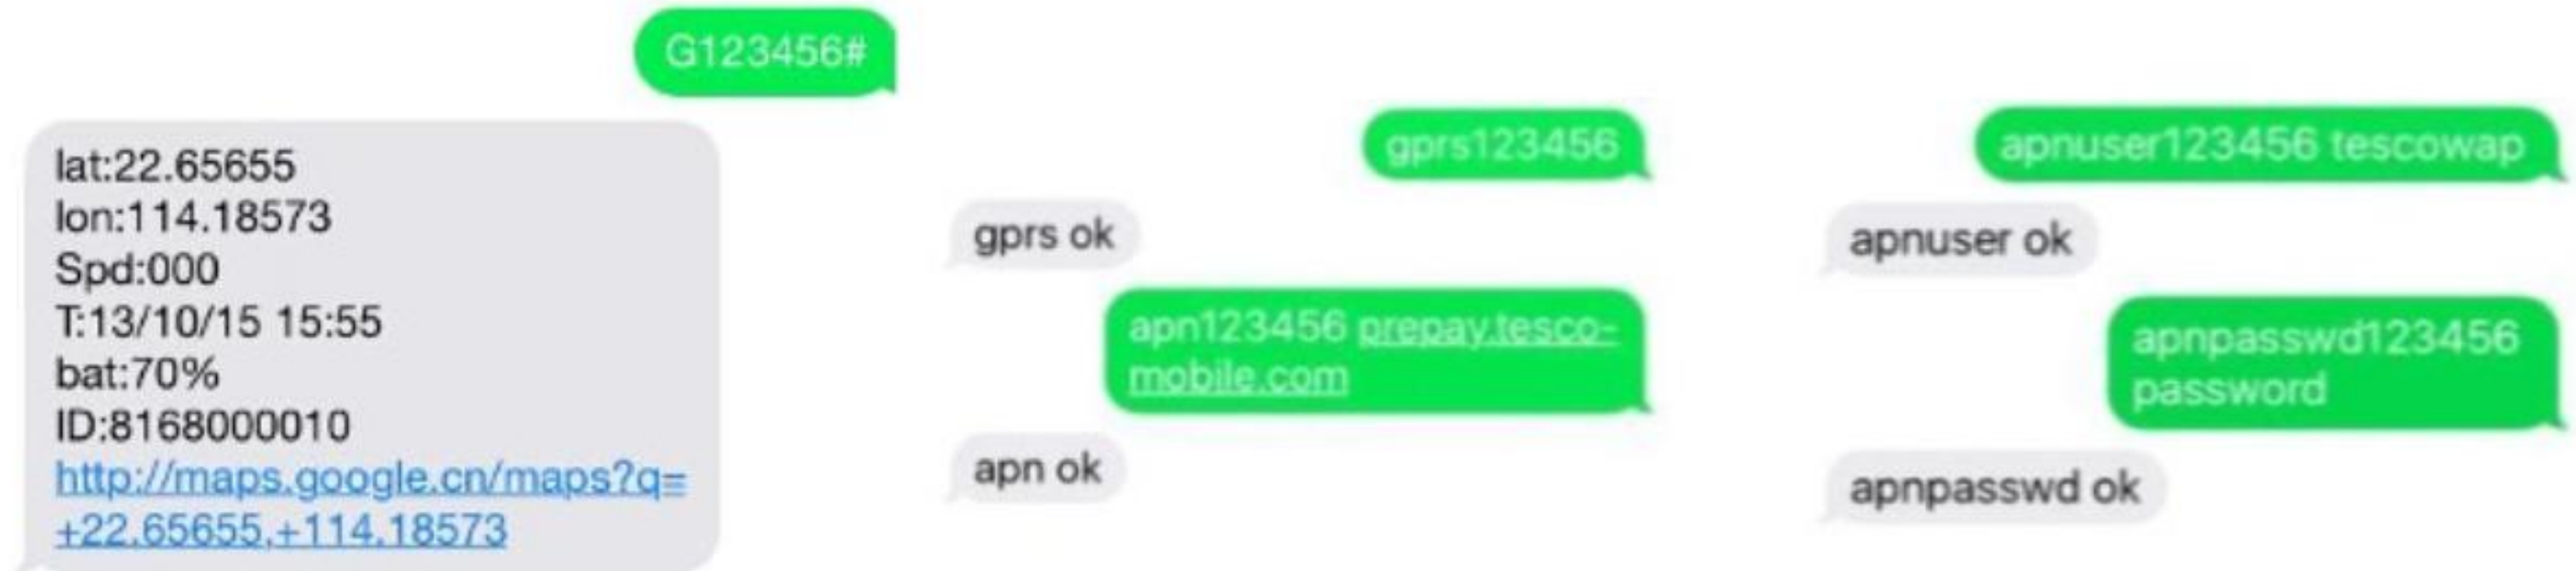 G123456#
lat:22.65655
lon:114.18573
Spd:000
T:13/10/15 15:55
bat:70%
ID:8168000010
http://maps.google.cn/maps?q=
+22.65655,+114.18573
gprs123456
gprs ok
apn123456 prepay.tesco-
mobile.com
apn ok
apnuser123456 tescowap
apnuser ok
apnpasswd123456
password
apnpasswd ok